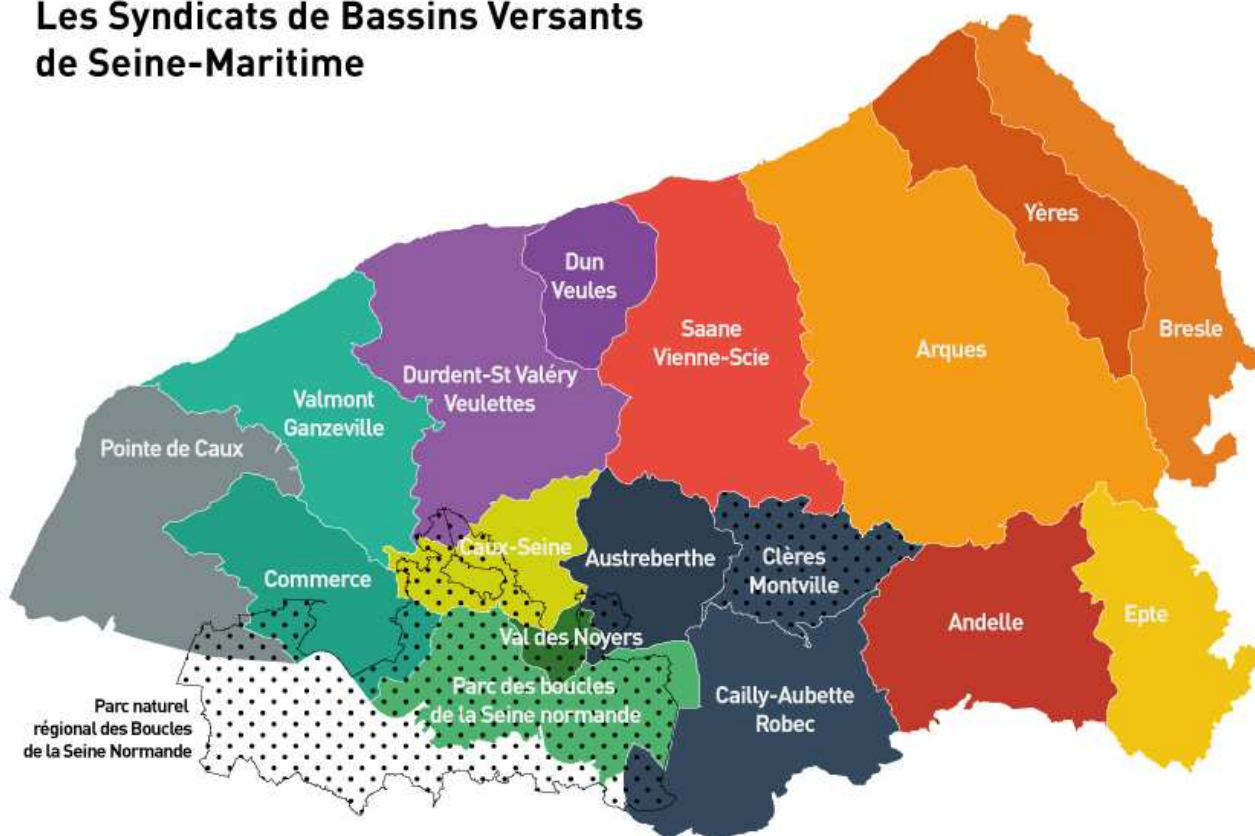 Les Syndicats de Bassins Versants
de Seine-Maritime
Yères
Bresle
Dun
Veules
Saane
Vienne-Scie
Arques
Durdent-St Valéry
Veulettes
Valmont
Ganzeville
Pointe de Caux
Caux-Seine
Austreberthe
Clères
Montville
Commerce
Andelle
Epte
Val des Noyers
Parc des boucles
de la Seine normande
Cailly-Aubette
Robec
Parc naturel
régional des Boucles
de la Seine Normande